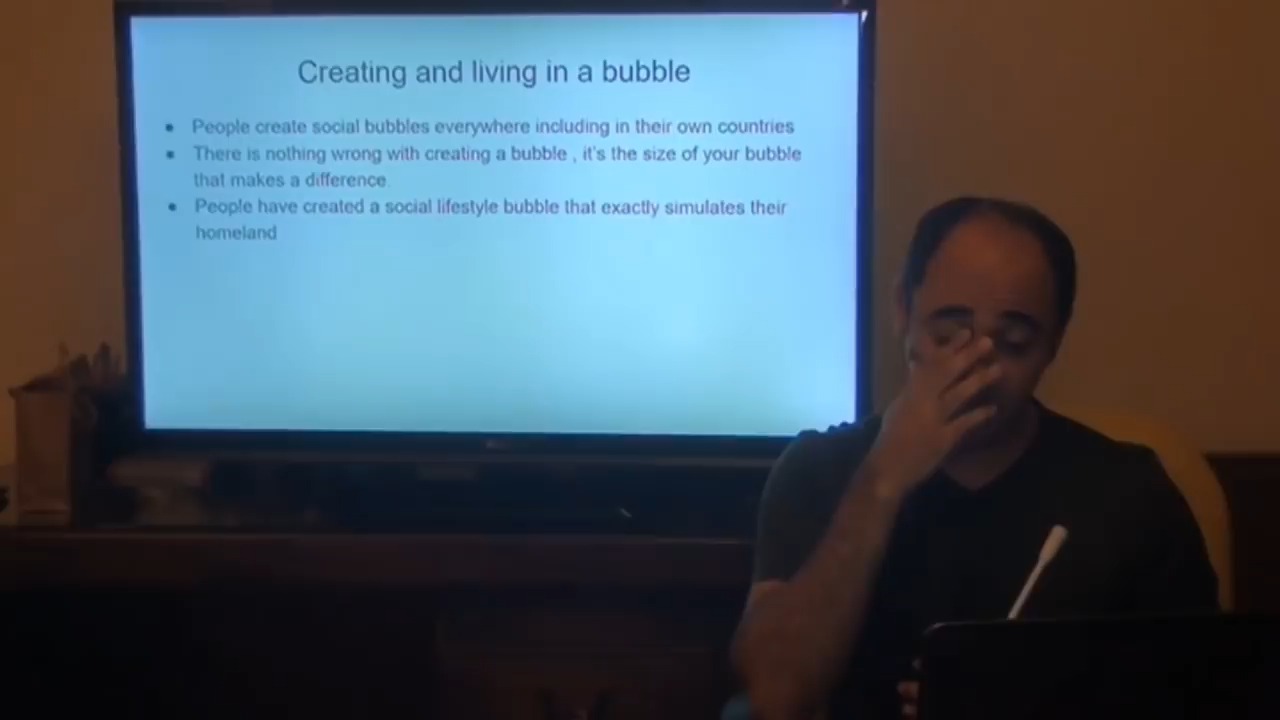 Creating and living in a bubble
● People create social bubbles everywhere including in their own countries
● There is nothing wrong with creating a bubble , it's the size of your bubble
that makes a difference.
● People have created a social lifestyle bubble that exactly simulates their
homeland